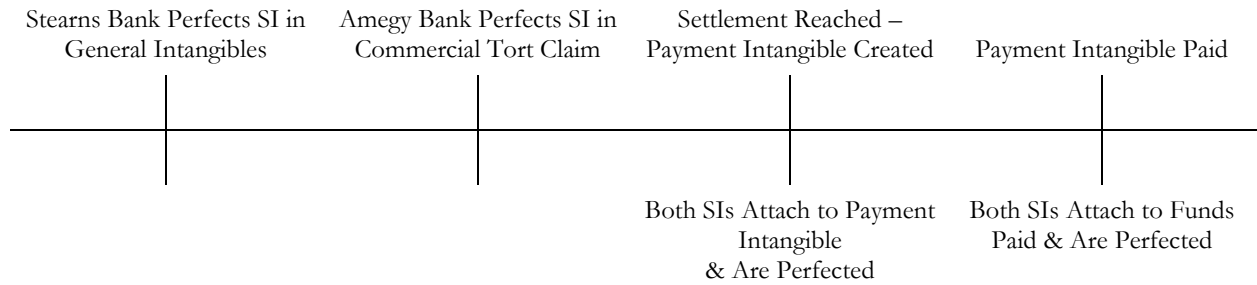 Stearns Bank Perfects SI in
General Intangibles
Amegy Bank Perfects SI in
Commercial Tort Claim
Settlement Reached –
Payment Intangible Created
Payment Intangible Paid
Both SIs Attach to Payment
Intangible
& Are Perfected
Both SIs Attach to Funds
Paid & Are Perfected